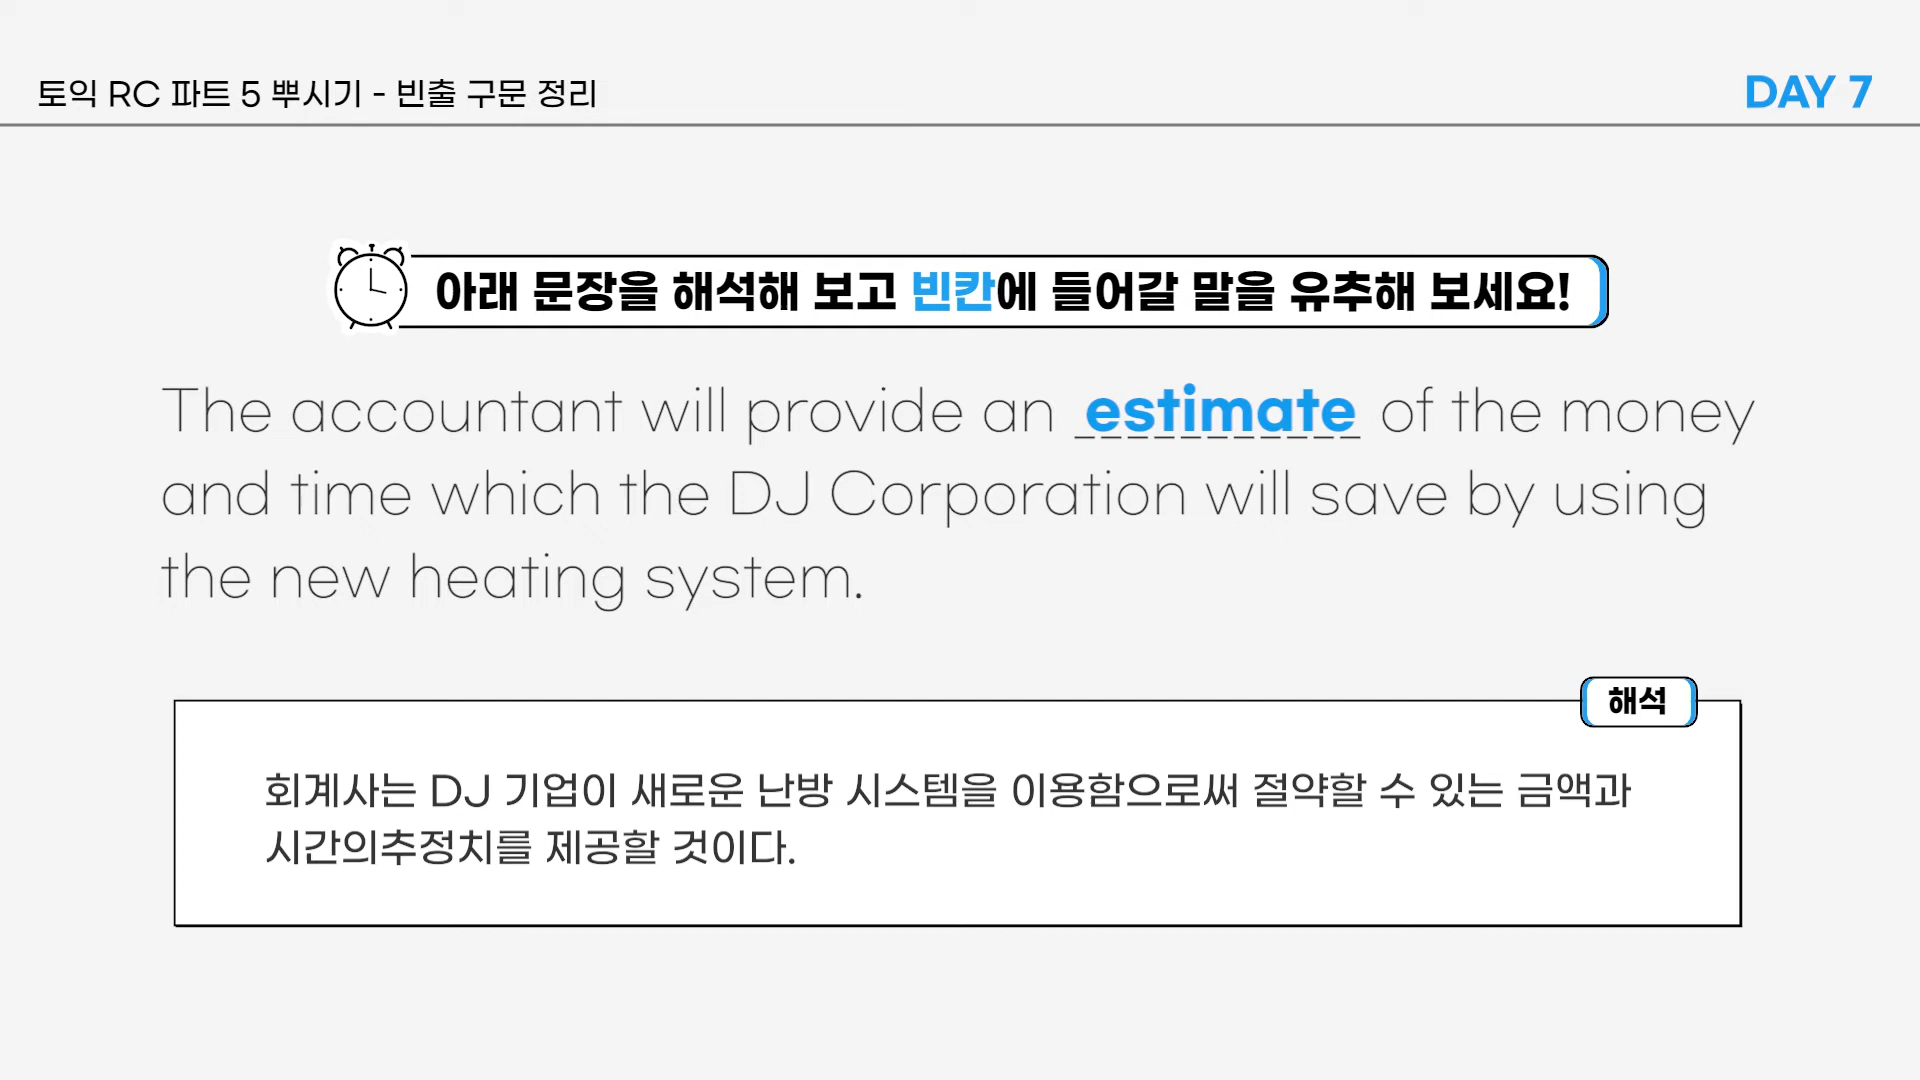 토익 RC 파트 5 뿌시기 - 빈출 구문 정리
DAY 7
아래 문장을 해석해 보고 빈칸에 들어갈 말을 유추해 보세요!
The accountant will provide an estimate of the money
and time which the DJ Corporation will save by using
the new heating system.
해석
회계사는 DJ 기업이 새로운 난방 시스템을 이용함으로써 절약할 수 있는 금액과
시간의추정치를 제공할 것이다.